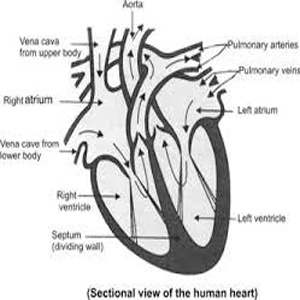 Aorta
Vena cava
from upper body
Pulmonary arteries
Pulmonary veins
Right atrium
Left atrium
Vena cave from
lower body
Right
ventricle
Left ventricle
Septum
(dividing wall)
(Sectional view of the human heart)